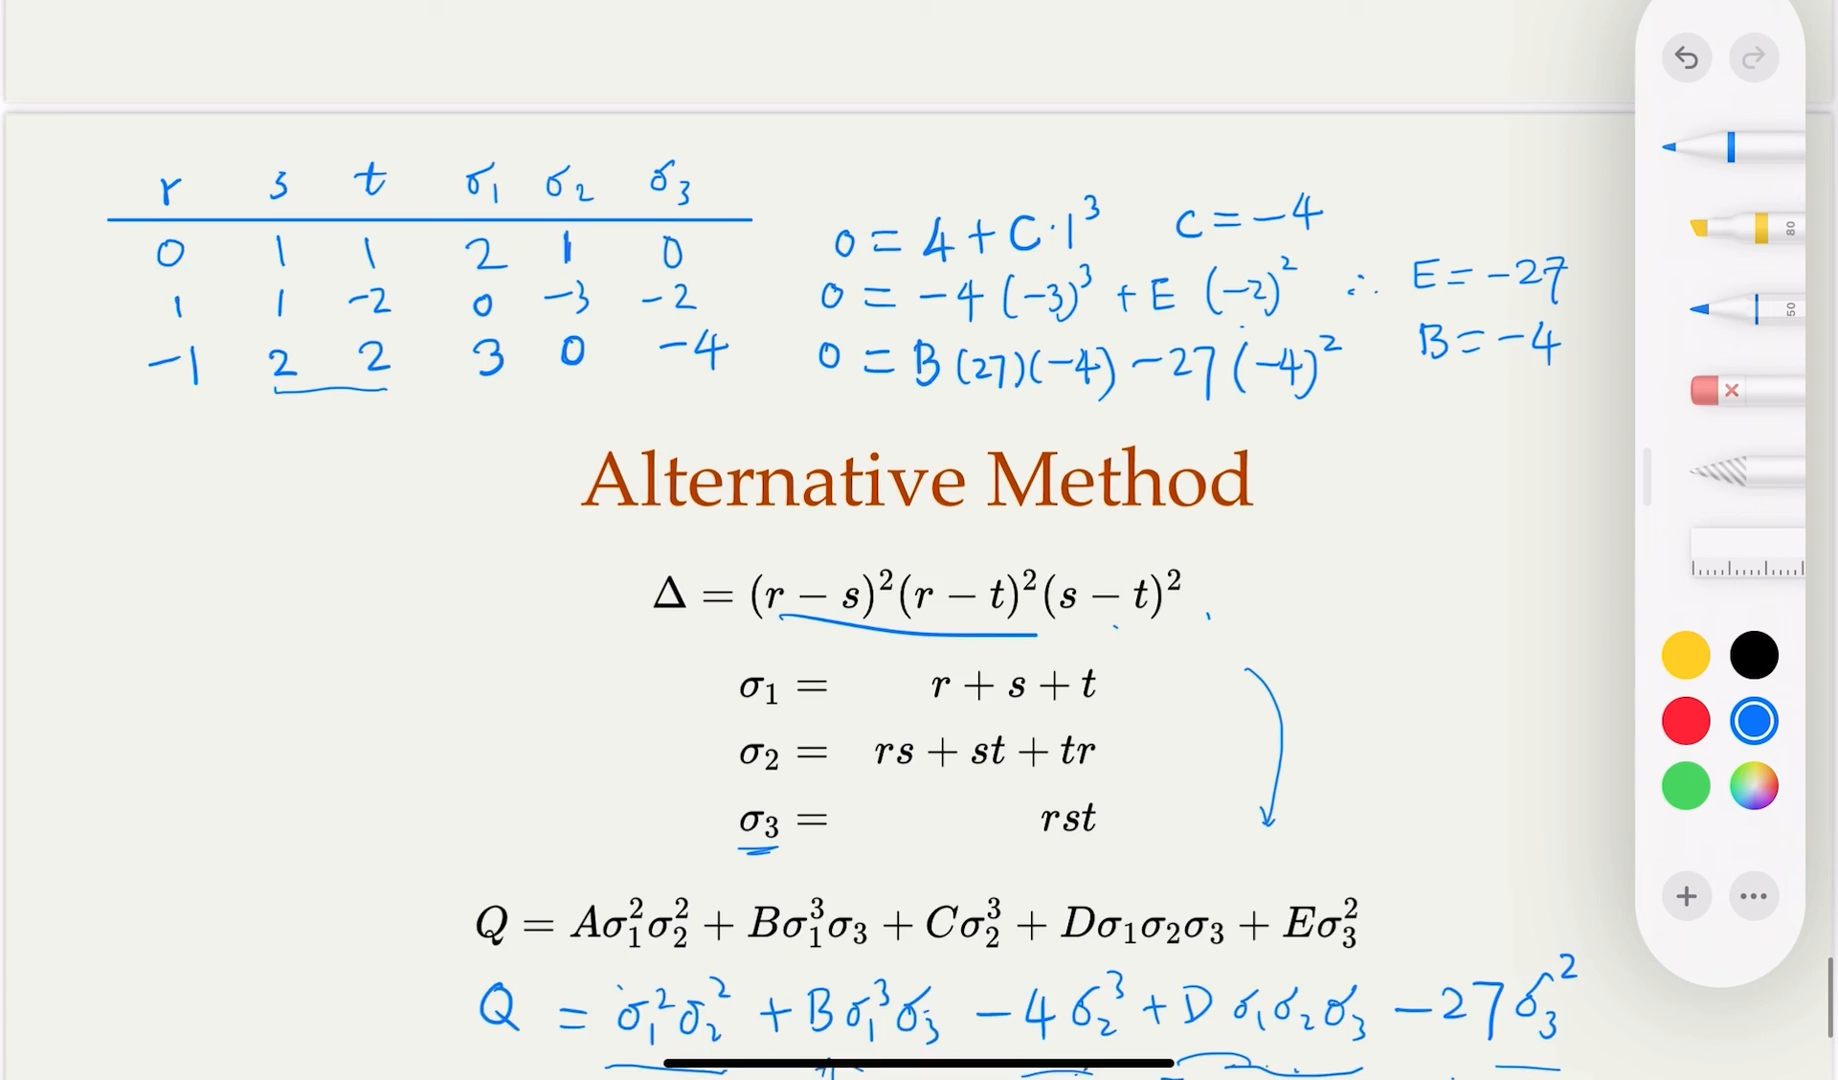 r s t σ₁ σ₂ σ₃
0 1 1 2 1 0 0 = 4 + C·1³ C = -4
1 1 -2 0 -3 -2 0 = -4(-3)³ + E(-2)² ∴ E = -27
-1 2 2 3 0 -4 0 = B(27)(-4) - 27(-4)² B = -4
Alternative Method
Δ = (r − s)²(r − t)²(s − t)²
σ₁ = r + s + t
σ₂ = rs + st + tr
σ₃ = rst
Q = Aσ₁²σ₂² + Bσ₁³σ₃ + Cσ₂³ + Dσ₁σ₂σ₃ + Eσ₃²
Q = σ₁²σ₂² + Bσ₁³σ₃ - 4σ₂³ + Dσ₁σ₂σ₃ - 27σ₃²
80
50